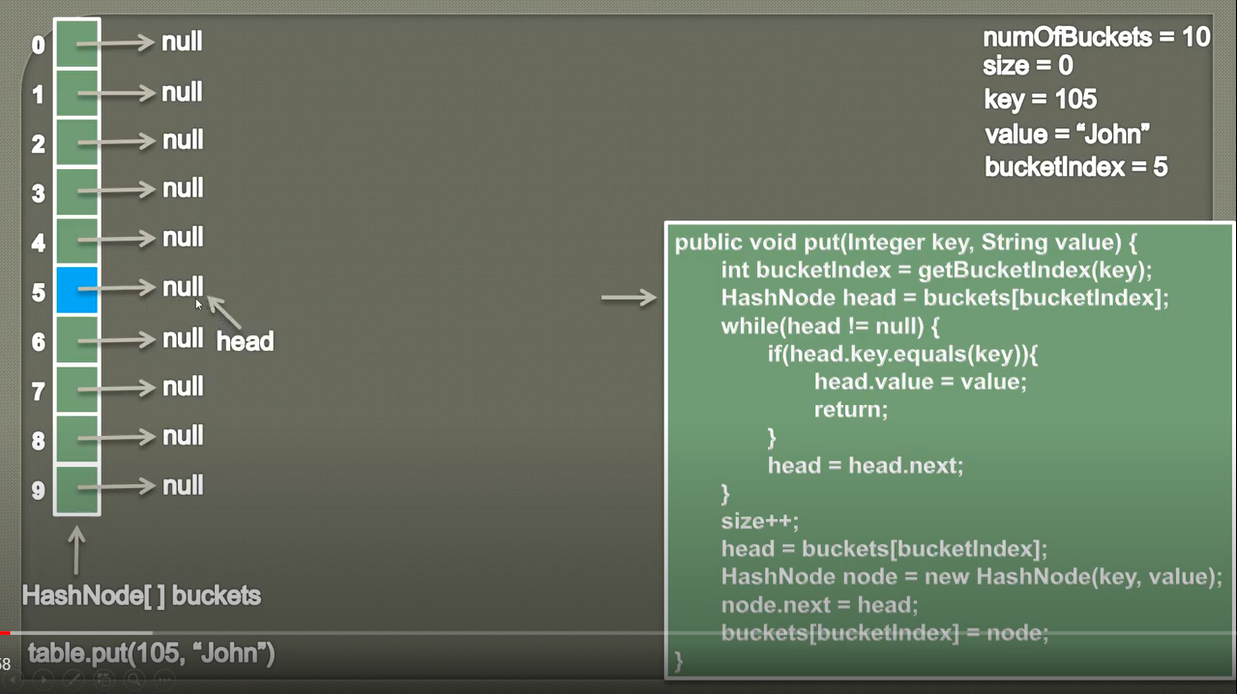 0 null
1 null
2 null
3 null
4 null
5 null
head
6 null
7 null
8 null
9 null
HashNode[ ] buckets
table.put(105, “John”)
numOfBuckets = 10
size = 0
key = 105
value = “John”
bucketIndex = 5
public void put(Integer key, String value) {
int bucketIndex = getBucketIndex(key);
HashNode head = buckets[bucketIndex];
while(head != null) {
if(head.key.equals(key)){
head.value = value;
return;
}
head = head.next;
}
size++;
head = buckets[bucketIndex];
HashNode node = new HashNode(key, value);
node.next = head;
buckets[bucketIndex] = node;
}